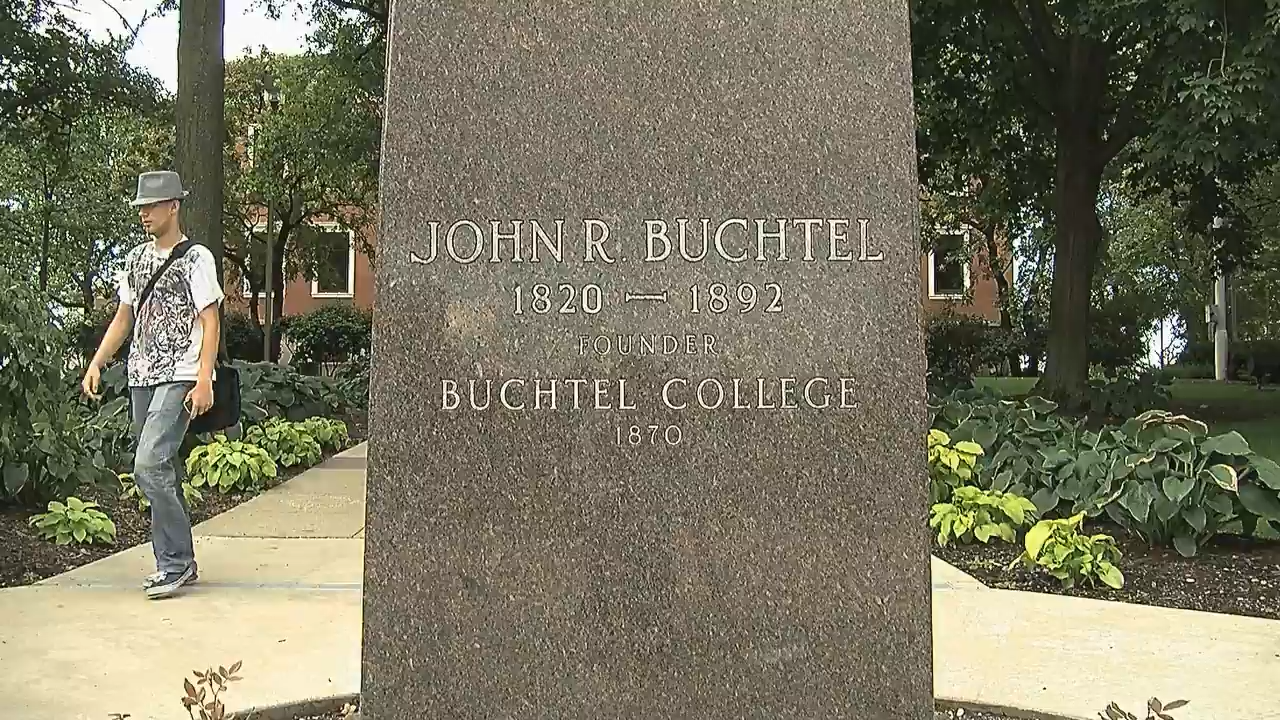 JOHN R. BUCHTEL
1820 — 1892
FOUNDER
BUCHTEL COLLEGE
1870